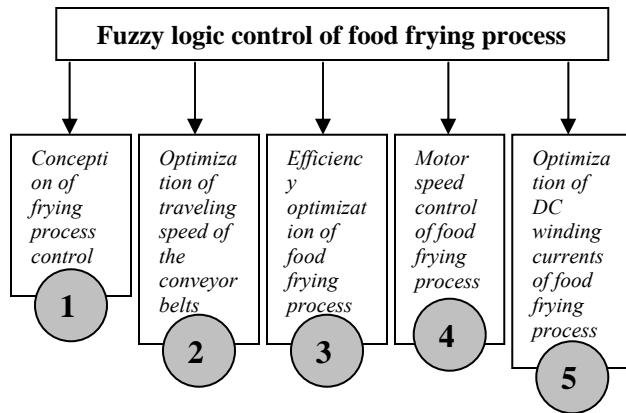 Fuzzy logic control of food frying process
Concepti
on of
frying
process
control
1
Optimiza
tion of
traveling
speed of
the
conveyor
belts
2
Efficienc
y
optimizat
ion of
food
frying
process
3
Motor
speed
control
of food
frying
process
4
Optimiza
tion of
DC
winding
currents
of food
frying
process
5